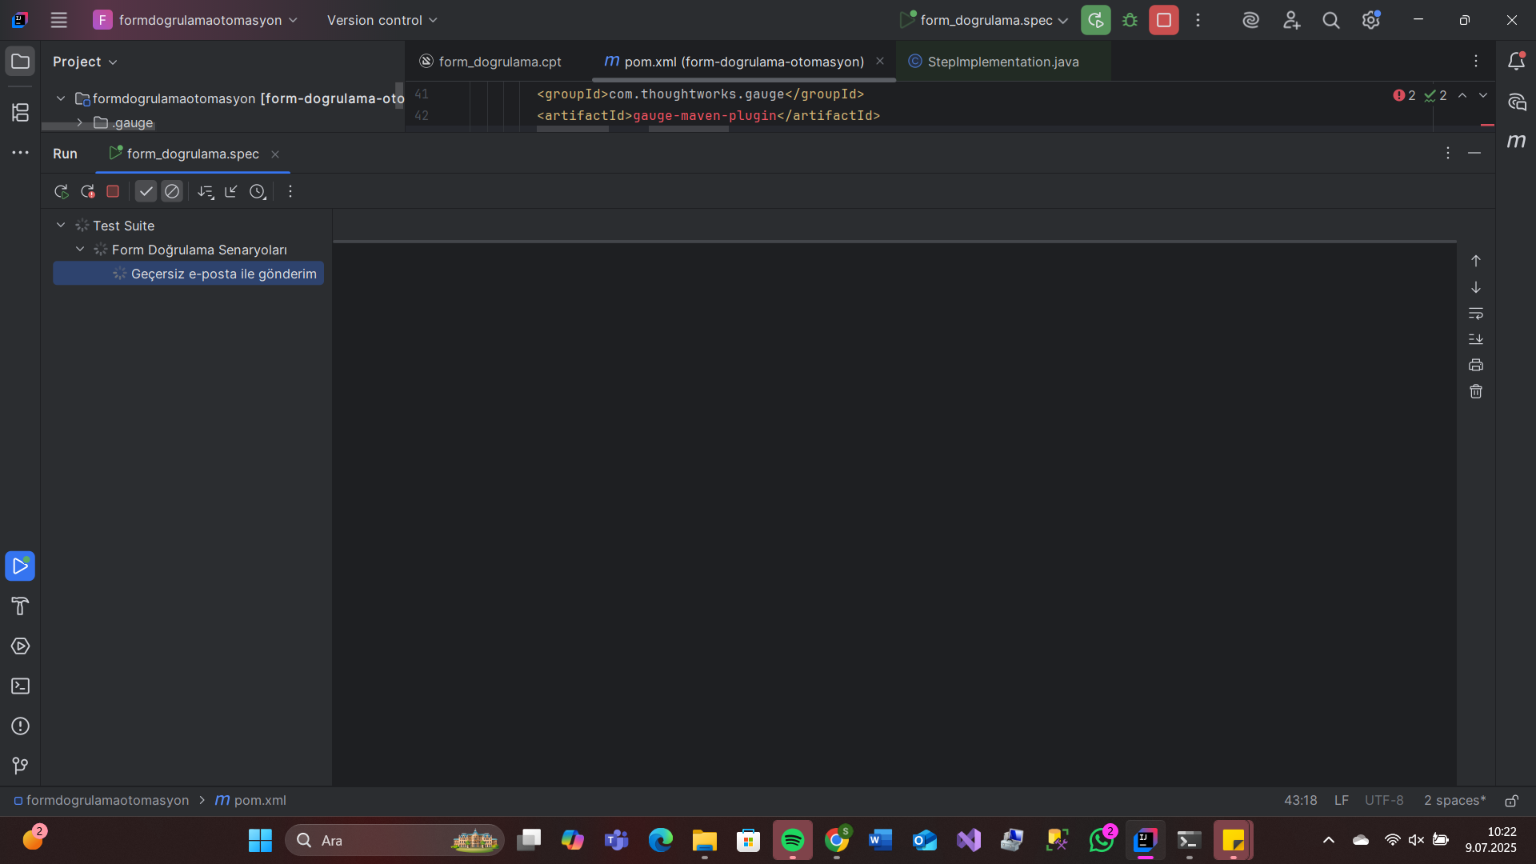 F formdogrulamaotomasyon Version control form_dogrulama.spec
Project form_dogrulama.cpt m pom.xml (form-dogrulama-otomasyon) C StepImplementation.java
formdogrulamaotomasyon [form-dogrulama-oto 41 <groupId>com.thoughtworks.gauge</groupId> 2 2
.gauge 42 <artifactId>gauge-maven-plugin</artifactId>
m
Run form_dogrulama.spec
Test Suite
Form Doğrulama Senaryoları
Geçersiz e-posta ile gönderim
formdogrulamaotomasyon > m pom.xml 43:18 LF UTF-8 2 spaces*
2 Ara S 2 10:22
9.07.2025